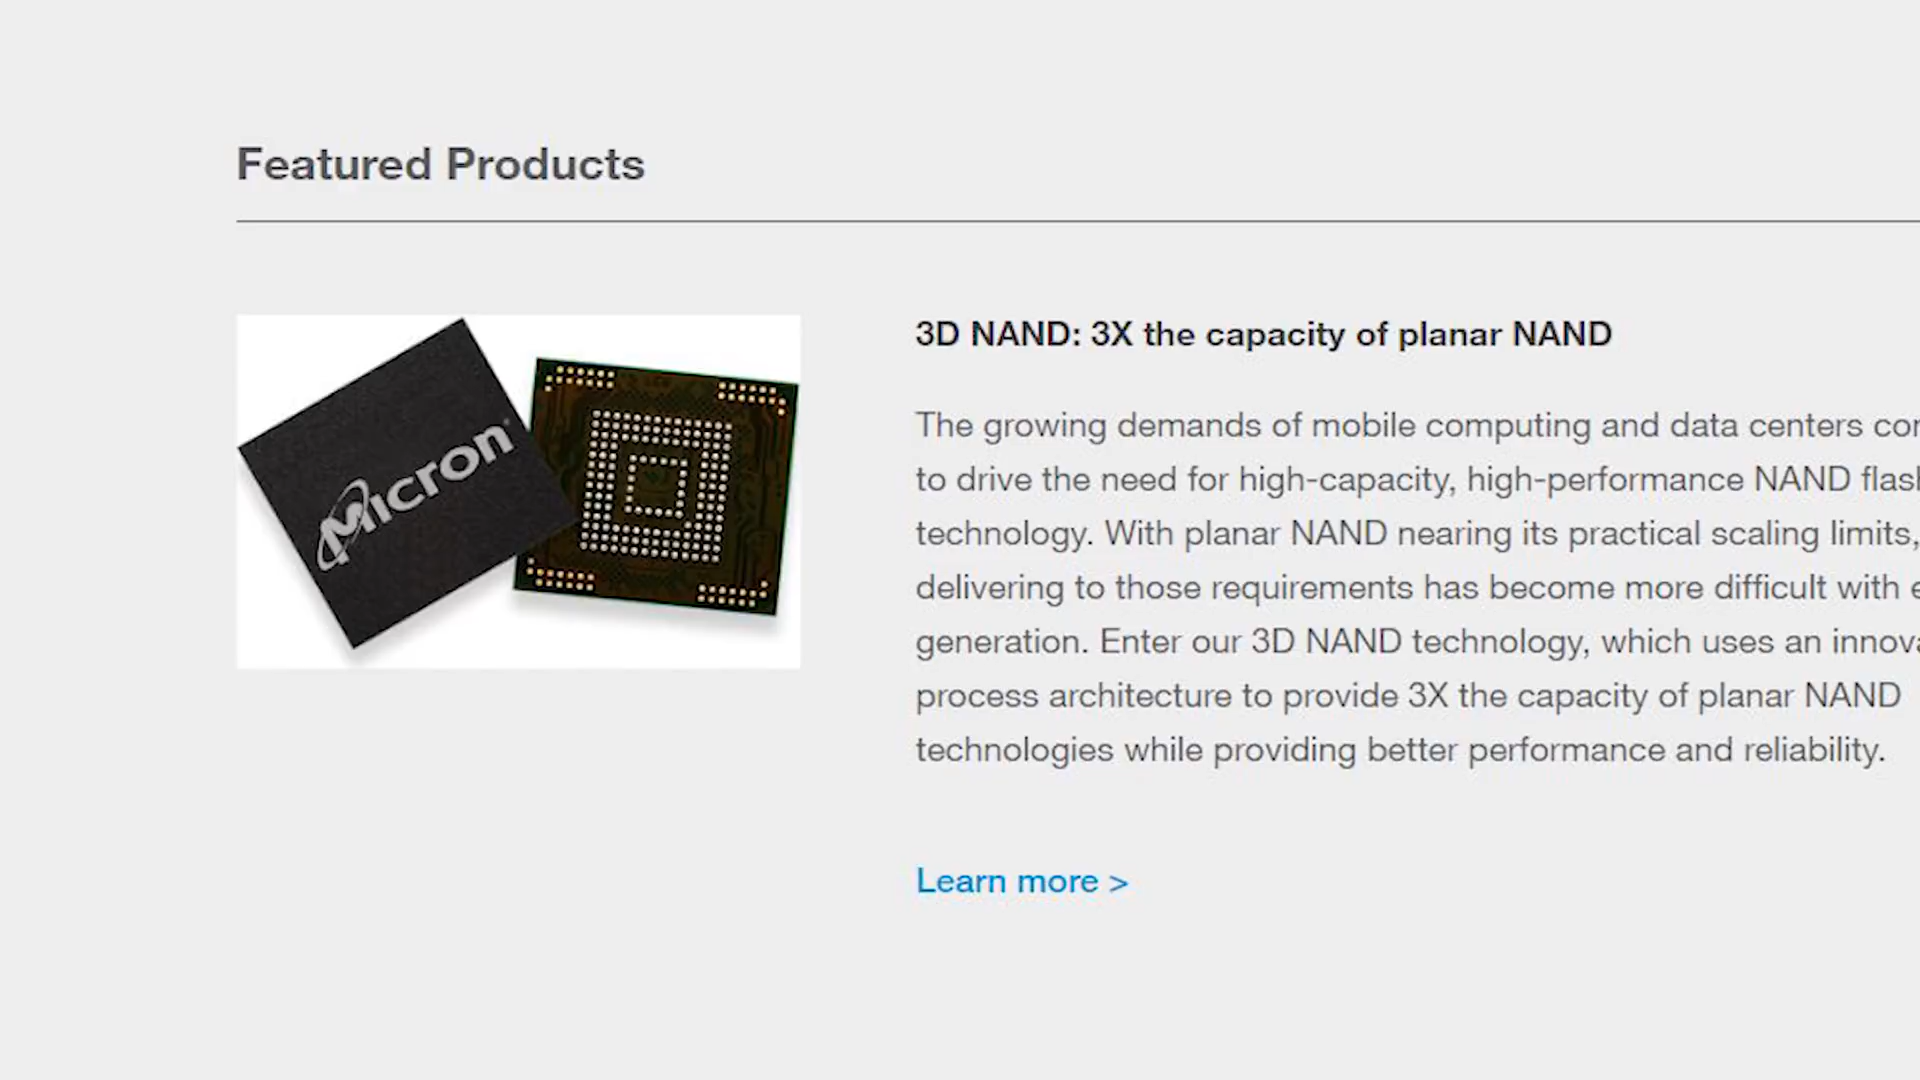 Featured Products
Micron
3D NAND: 3X the capacity of planar NAND
The growing demands of mobile computing and data centers
to drive the need for high-capacity, high-performance NAND
technology. With planar NAND nearing its practical scaling limits,
delivering to those requirements has become more difficult with
generation. Enter our 3D NAND technology, which uses an
process architecture to provide 3X the capacity of planar NAND
technologies while providing better performance and reliability.
Learn more >